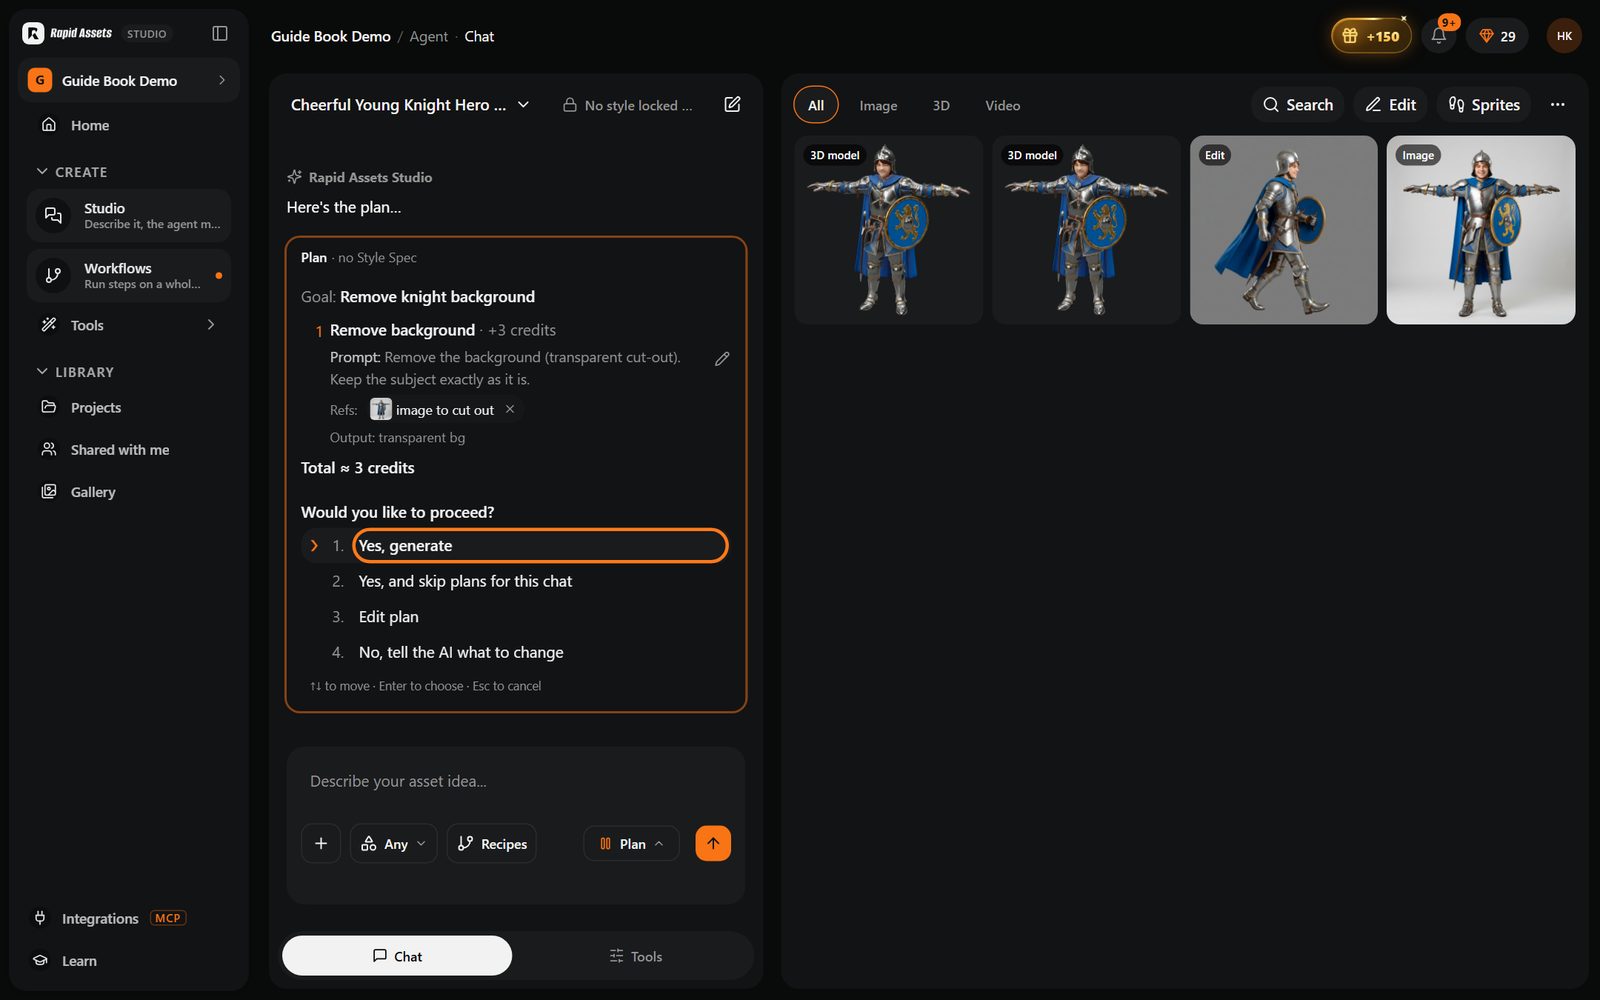 Rapid Assets STUDIO
G Guide Book Demo
Home
CREATE
Studio
Describe it, the agent m...
Workflows
Run steps on a whol...
Tools
LIBRARY
Projects
Shared with me
Gallery
Integrations MCP
Learn
Guide Book Demo / Agent · Chat
+150
9+
29
HK
Cheerful Young Knight Hero ...
No style locked ...
Rapid Assets Studio
Here's the plan...
Plan · no Style Spec
Goal: Remove knight background
1 Remove background · +3 credits
Prompt: Remove the background (transparent cut-out).
Keep the subject exactly as it is.
Refs: image to cut out ×
Output: transparent bg
Total ≈ 3 credits
Would you like to proceed?
1. Yes, generate
2. Yes, and skip plans for this chat
3. Edit plan
4. No, tell the AI what to change
↑↓ to move · Enter to choose · Esc to cancel
Describe your asset idea...
Any
Recipes
Plan
Chat
Tools
All
Image
3D
Video
Search
Edit
Sprites
3D model
3D model
Edit
Image